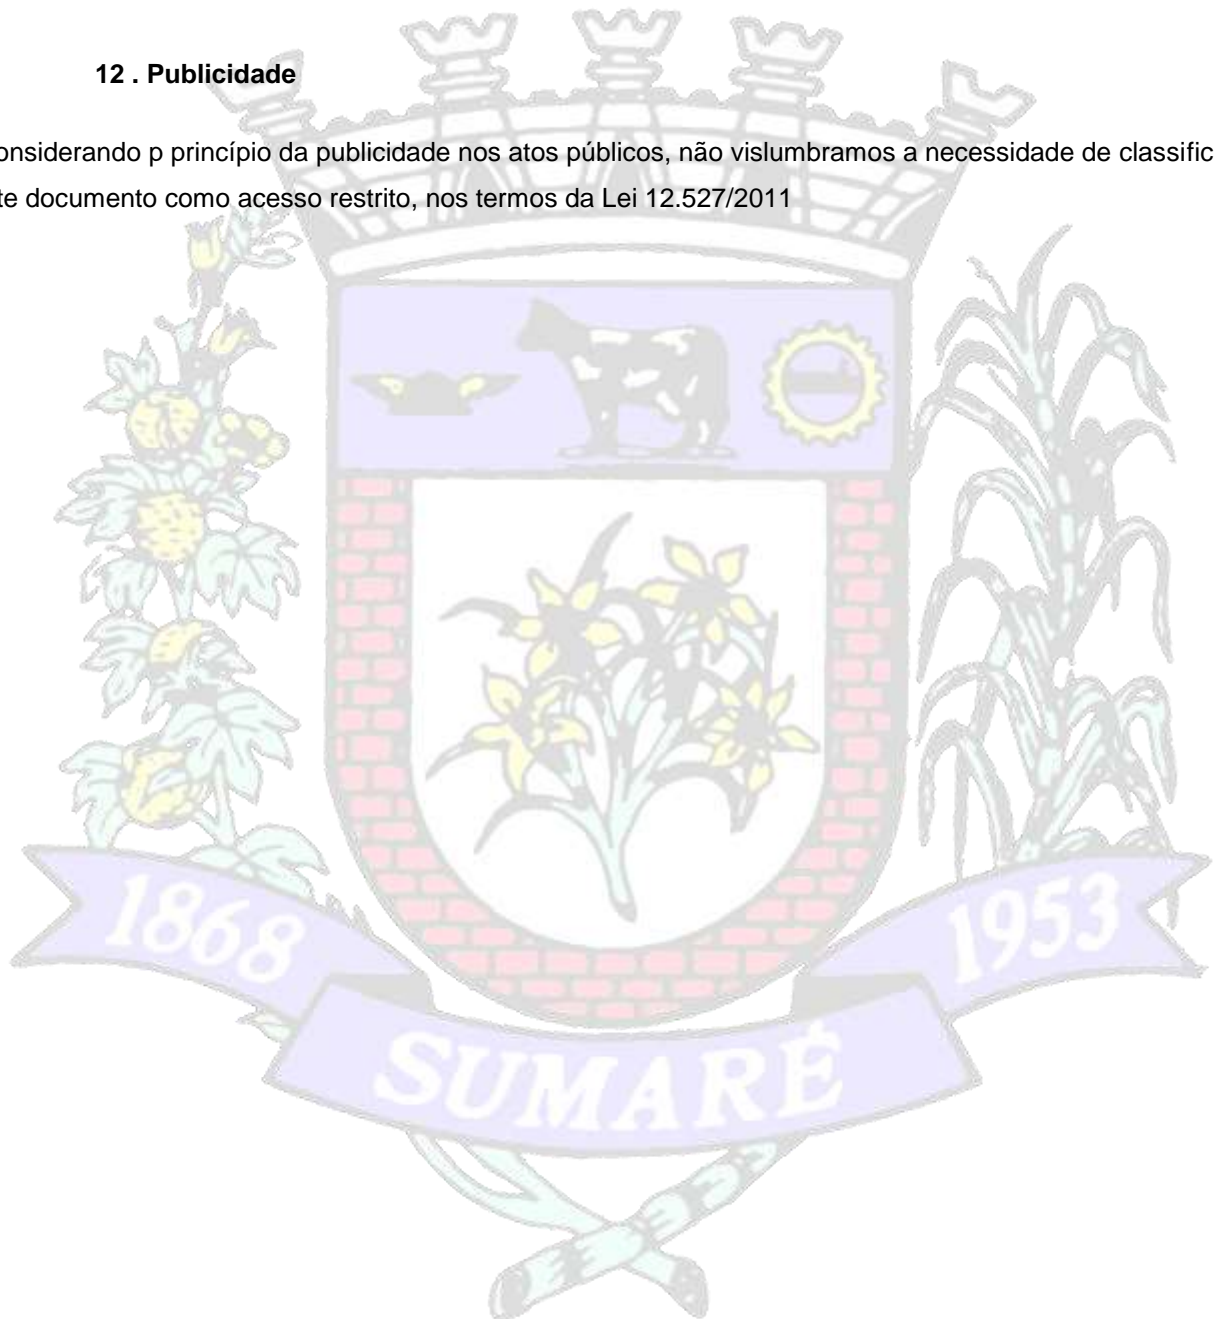 12 . Publicidade
onsiderando p princípio da publicidade nos atos públicos, não vislumbramos a necessidade de classific
te documento como acesso restrito, nos termos da Lei 12.527/2011
1868
1953
SUMARÉ